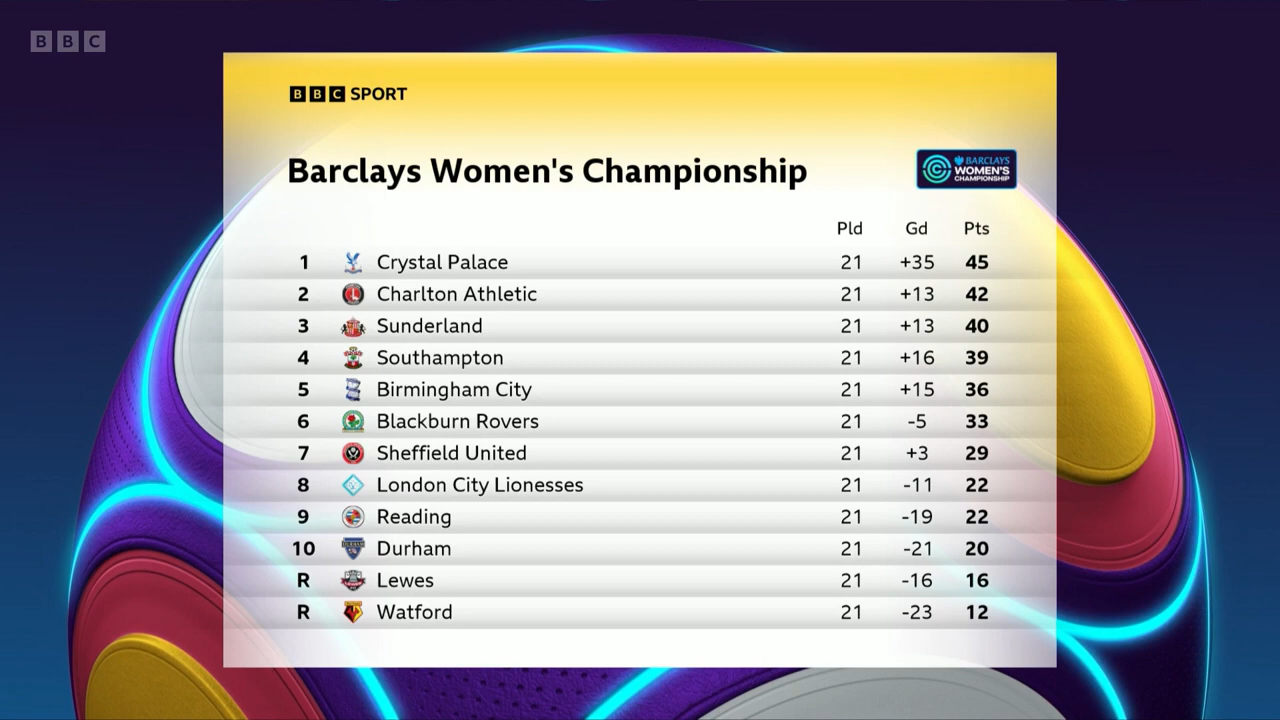 BBC
BBC SPORT
Barclays Women's Championship
BARCLAYS
WOMEN'S
CHAMPIONSHIP
Pld Gd Pts
1 Crystal Palace 21 +35 45
2 Charlton Athletic 21 +13 42
3 Sunderland 21 +13 40
4 Southampton 21 +16 39
5 Birmingham City 21 +15 36
6 Blackburn Rovers 21 -5 33
7 Sheffield United 21 +3 29
8 London City Lionesses 21 -11 22
9 Reading 21 -19 22
10 Durham 21 -21 20
R Lewes 21 -16 16
R Watford 21 -23 12